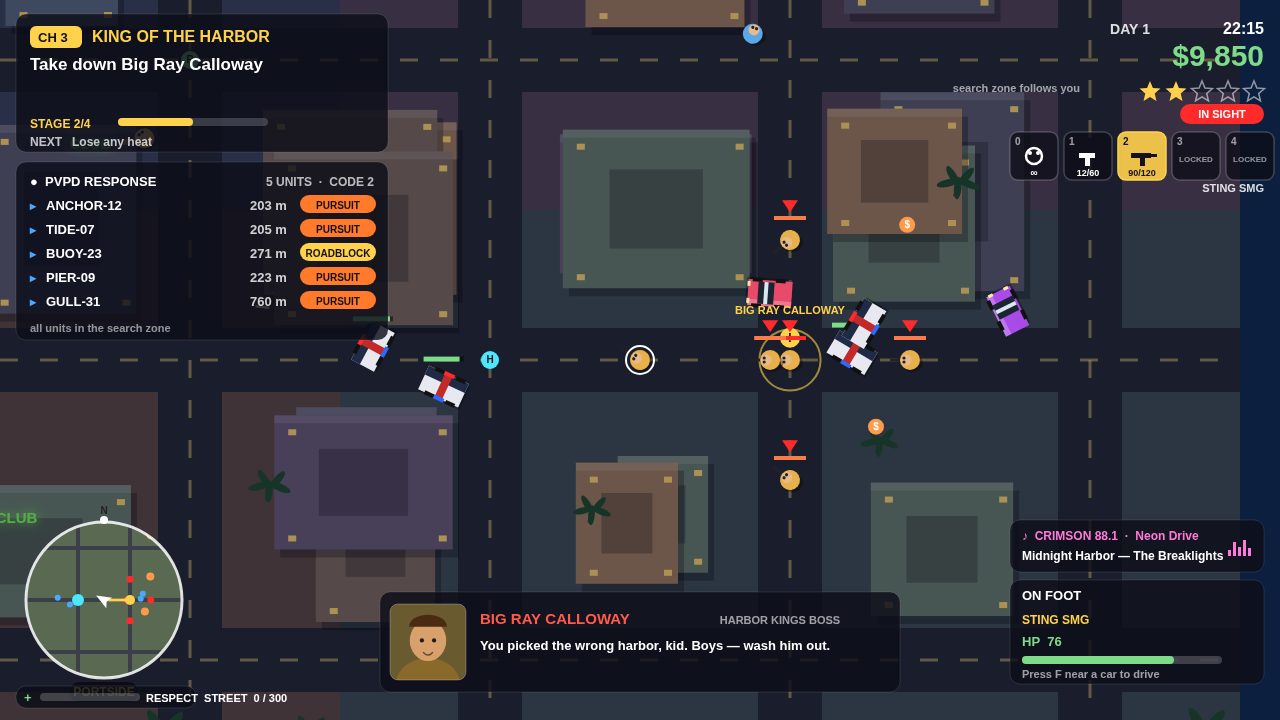 CH 3 KING OF THE HARBOR
Take down Big Ray Calloway
STAGE 2/4
NEXT Lose any heat
● PVPD RESPONSE 5 UNITS · CODE 2
▸ ANCHOR-12 203 m PURSUIT
▸ TIDE-07 205 m PURSUIT
▸ BUOY-23 271 m ROADBLOCK
▸ PIER-09 223 m PURSUIT
▸ GULL-31 760 m PURSUIT
all units in the search zone
DAY 1 22:15
$9,850
search zone follows you
IN SIGHT
0 1 2 3 4
∞ 12/60 90/120 LOCKED LOCKED
STING SMG
$
BIG RAY CALLOWAY
H
$
CLUB
N
♪ CRIMSON 88.1 · Neon Drive
Midnight Harbor — The Breaklights
ON FOOT
STING SMG
HP 76
Press F near a car to drive
BIG RAY CALLOWAY HARBOR KINGS BOSS
You picked the wrong harbor, kid. Boys — wash him out.
PORTSIDE
+ RESPECT STREET 0 / 300